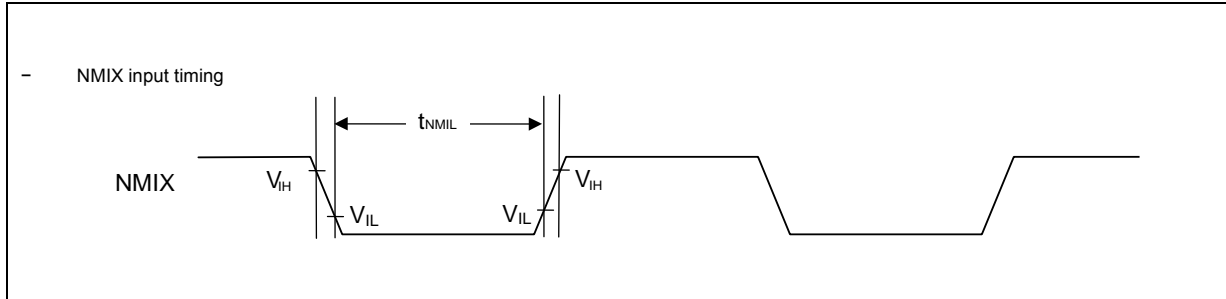 – NMIX input timing
tNMIL
NMIX
VIH
VIL
VIL
VIH